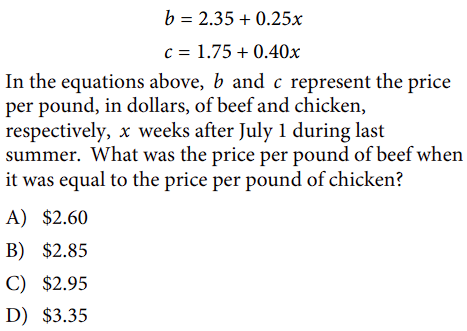 b = 2.35 + 0.25x
c = 1.75 + 0.40x
In the equations above, b and c represent the price
per pound, in dollars, of beef and chicken,
respectively, x weeks after July 1 during last
summer. What was the price per pound of beef when
it was equal to the price per pound of chicken?
A) $2.60
B) $2.85
C) $2.95
D) $3.35